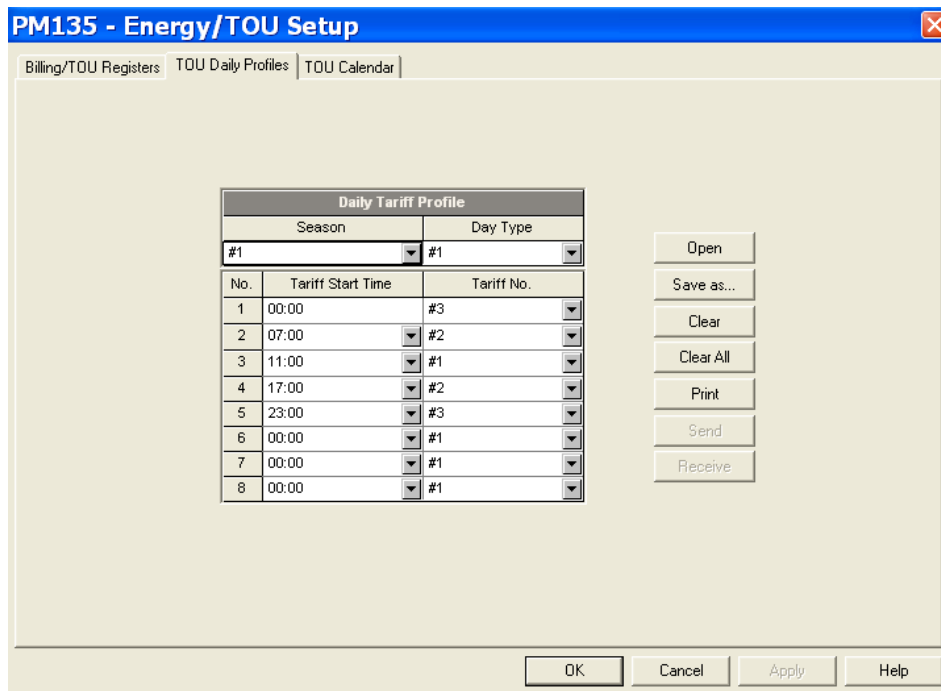 PM135 - Energy/TOU Setup
Billing/TOU Registers TOU Daily Profiles TOU Calendar
Daily Tariff Profile
Season Day Type
#1 #1
No. Tariff Start Time Tariff No.
1 00:00 #3
2 07:00 #2
3 11:00 #1
4 17:00 #2
5 23:00 #3
6 00:00 #1
7 00:00 #1
8 00:00 #1
Open
Save as...
Clear
Clear All
Print
Send
Receive
OK Cancel Apply Help